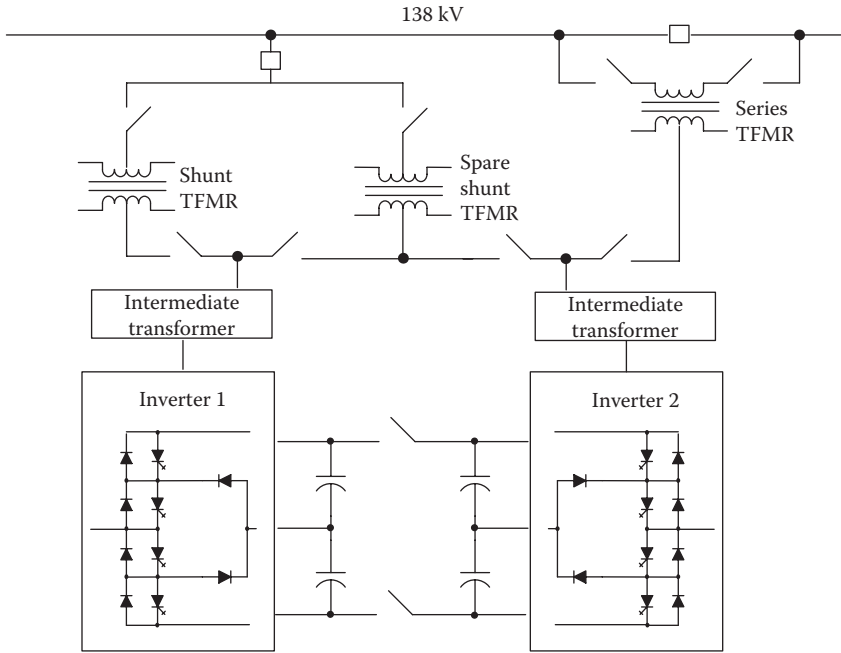 138 kV
Series
TFMR
Shunt
TFMR
Spare
shunt
TFMR
Intermediate
transformer
Intermediate
transformer
Inverter 1
Inverter 2